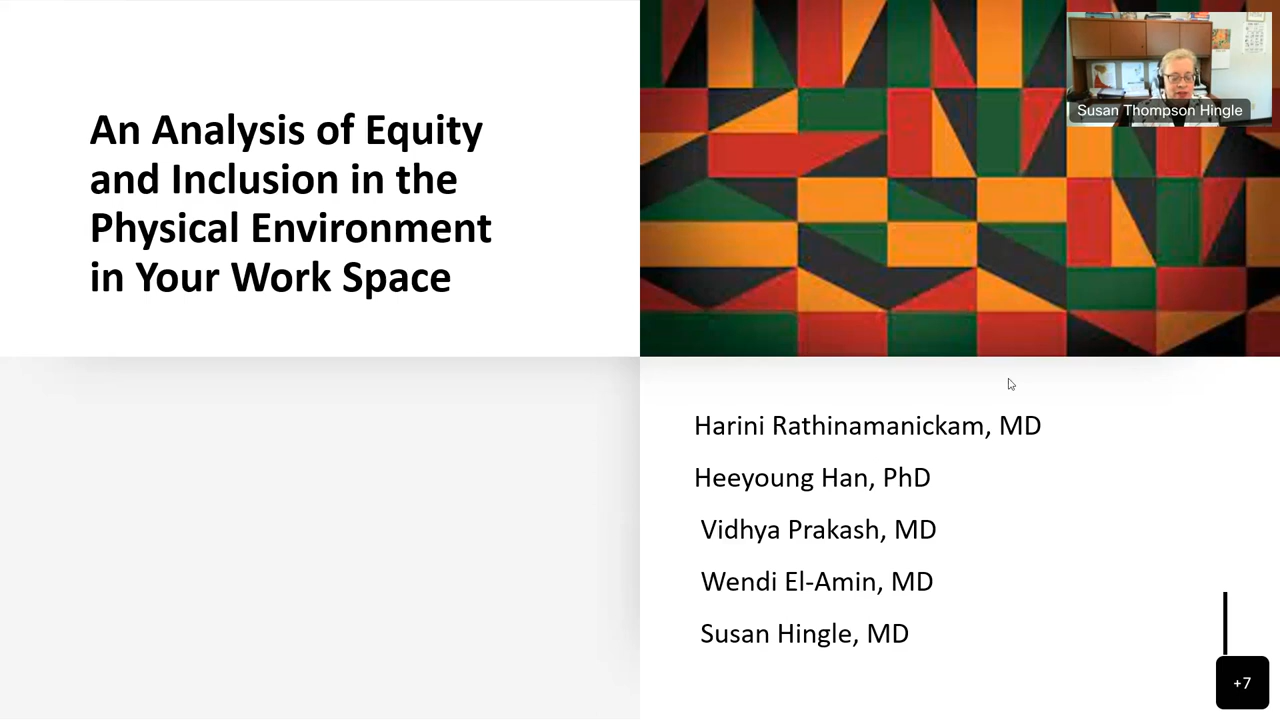 An Analysis of Equity
and Inclusion in the
Physical Environment
in Your Work Space
Susan Thompson Hingle
Harini Rathinamanickam, MD
Heeyoung Han, PhD
Vidhya Prakash, MD
Wendi El-Amin, MD
Susan Hingle, MD
+7